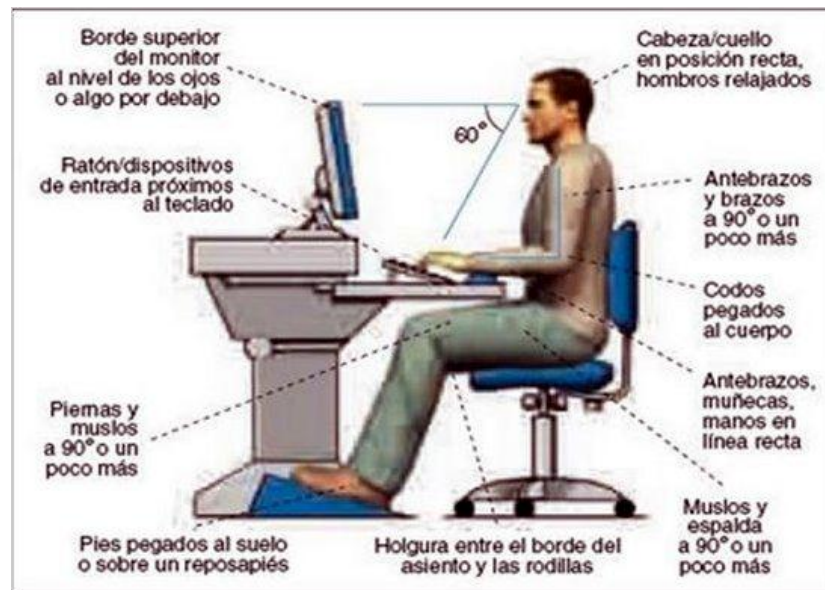 Borde superior
del monitor
al nivel de los ojos
o algo por debajo
Ratón/dispositivos
de entrada próximos
al teclado
Piernas y
muslos
a 90° o un
poco más
Pies pegados al suelo
o sobre un reposapiés
60°
Cabeza/cuello
en posición recta,
hombros relajados
Antebrazos
y brazos
a 90° o un
poco más
Codos
pegados
al cuerpo
Antebrazos,
muñecas,
manos en
línea recta
Muslos y
espalda
a 90° o un
poco más
Holgura entre el borde del
asiento y las rodillas